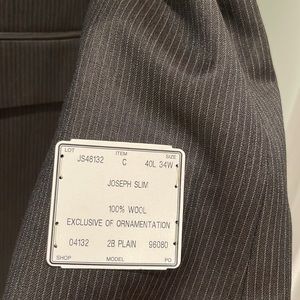 LOT ITEM SIZE
JS48132 C 40L 34W
JOSEPH SLIM
100% WOOL
EXCLUSIVE OF ORNAMENTATION
04132 2B PLAIN 96080
SHOP MODEL PO